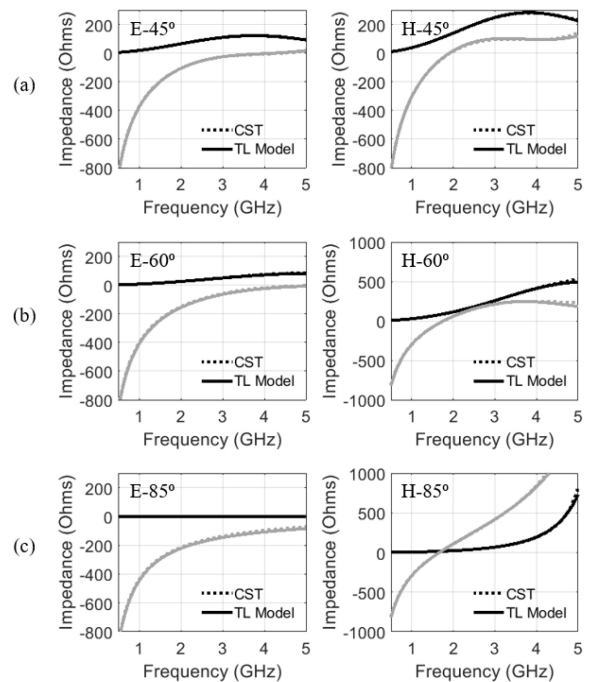 (a)
E-45º
Impedance (Ohms)
200
0
-200
-400
-600
-800
CST
TL Model
1 2 3 4 5
Frequency (GHz)
H-45º
Impedance (Ohms)
200
0
-200
-400
-600
-800
CST
TL Model
1 2 3 4 5
Frequency (GHz)
(b)
E-60º
Impedance (Ohms)
200
0
-200
-400
-600
-800
CST
TL Model
1 2 3 4 5
Frequency (GHz)
H-60º
Impedance (Ohms)
1000
500
0
-500
-1000
CST
TL Model
1 2 3 4 5
Frequency (GHz)
(c)
E-85º
Impedance (Ohms)
200
0
-200
-400
-600
-800
CST
TL Model
1 2 3 4 5
Frequency (GHz)
H-85º
Impedance (Ohms)
1000
500
0
-500
-1000
CST
TL Model
1 2 3 4 5
Frequency (GHz)